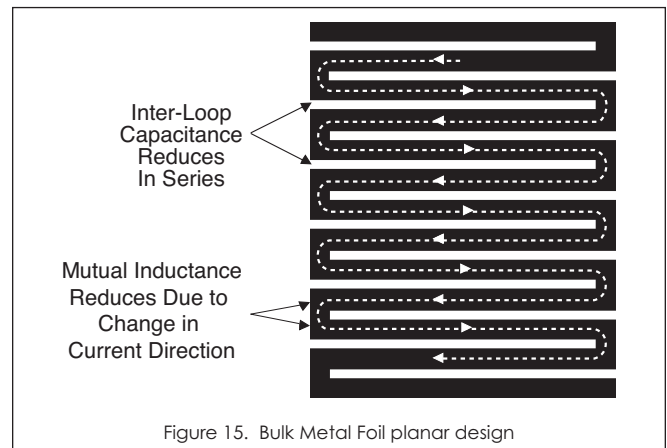 Inter-Loop
Capacitance
Reduces
In Series
Mutual Inductance
Reduces Due to
Change in
Current Direction
Figure 15. Bulk Metal Foil planar design